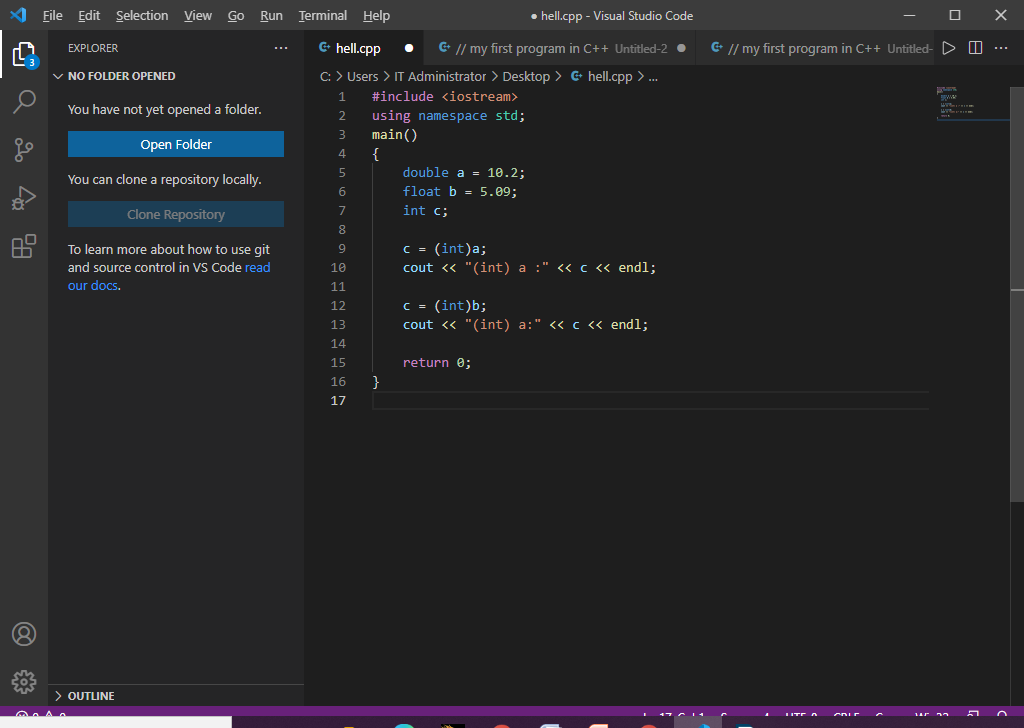 File Edit Selection View Go Run Terminal Help
● hell.cpp - Visual Studio Code
EXPLORER
hell.cpp
// my first program in C++ Untitled-2
// my first program in C++ Untitled-
3
NO FOLDER OPENED
You have not yet opened a folder.
Open Folder
You can clone a repository locally.
Clone Repository
To learn more about how to use git
and source control in VS Code read
our docs.
C: > Users > IT Administrator > Desktop > hell.cpp > ...
1 #include <iostream>
2 using namespace std;
3 main()
4 {
5 double a = 10.2;
6 float b = 5.09;
7 int c;
8
9 c = (int)a;
10 cout << "(int) a :" << c << endl;
11
12 c = (int)b;
13 cout << "(int) a:" << c << endl;
14
15 return 0;
16 }
17
OUTLINE